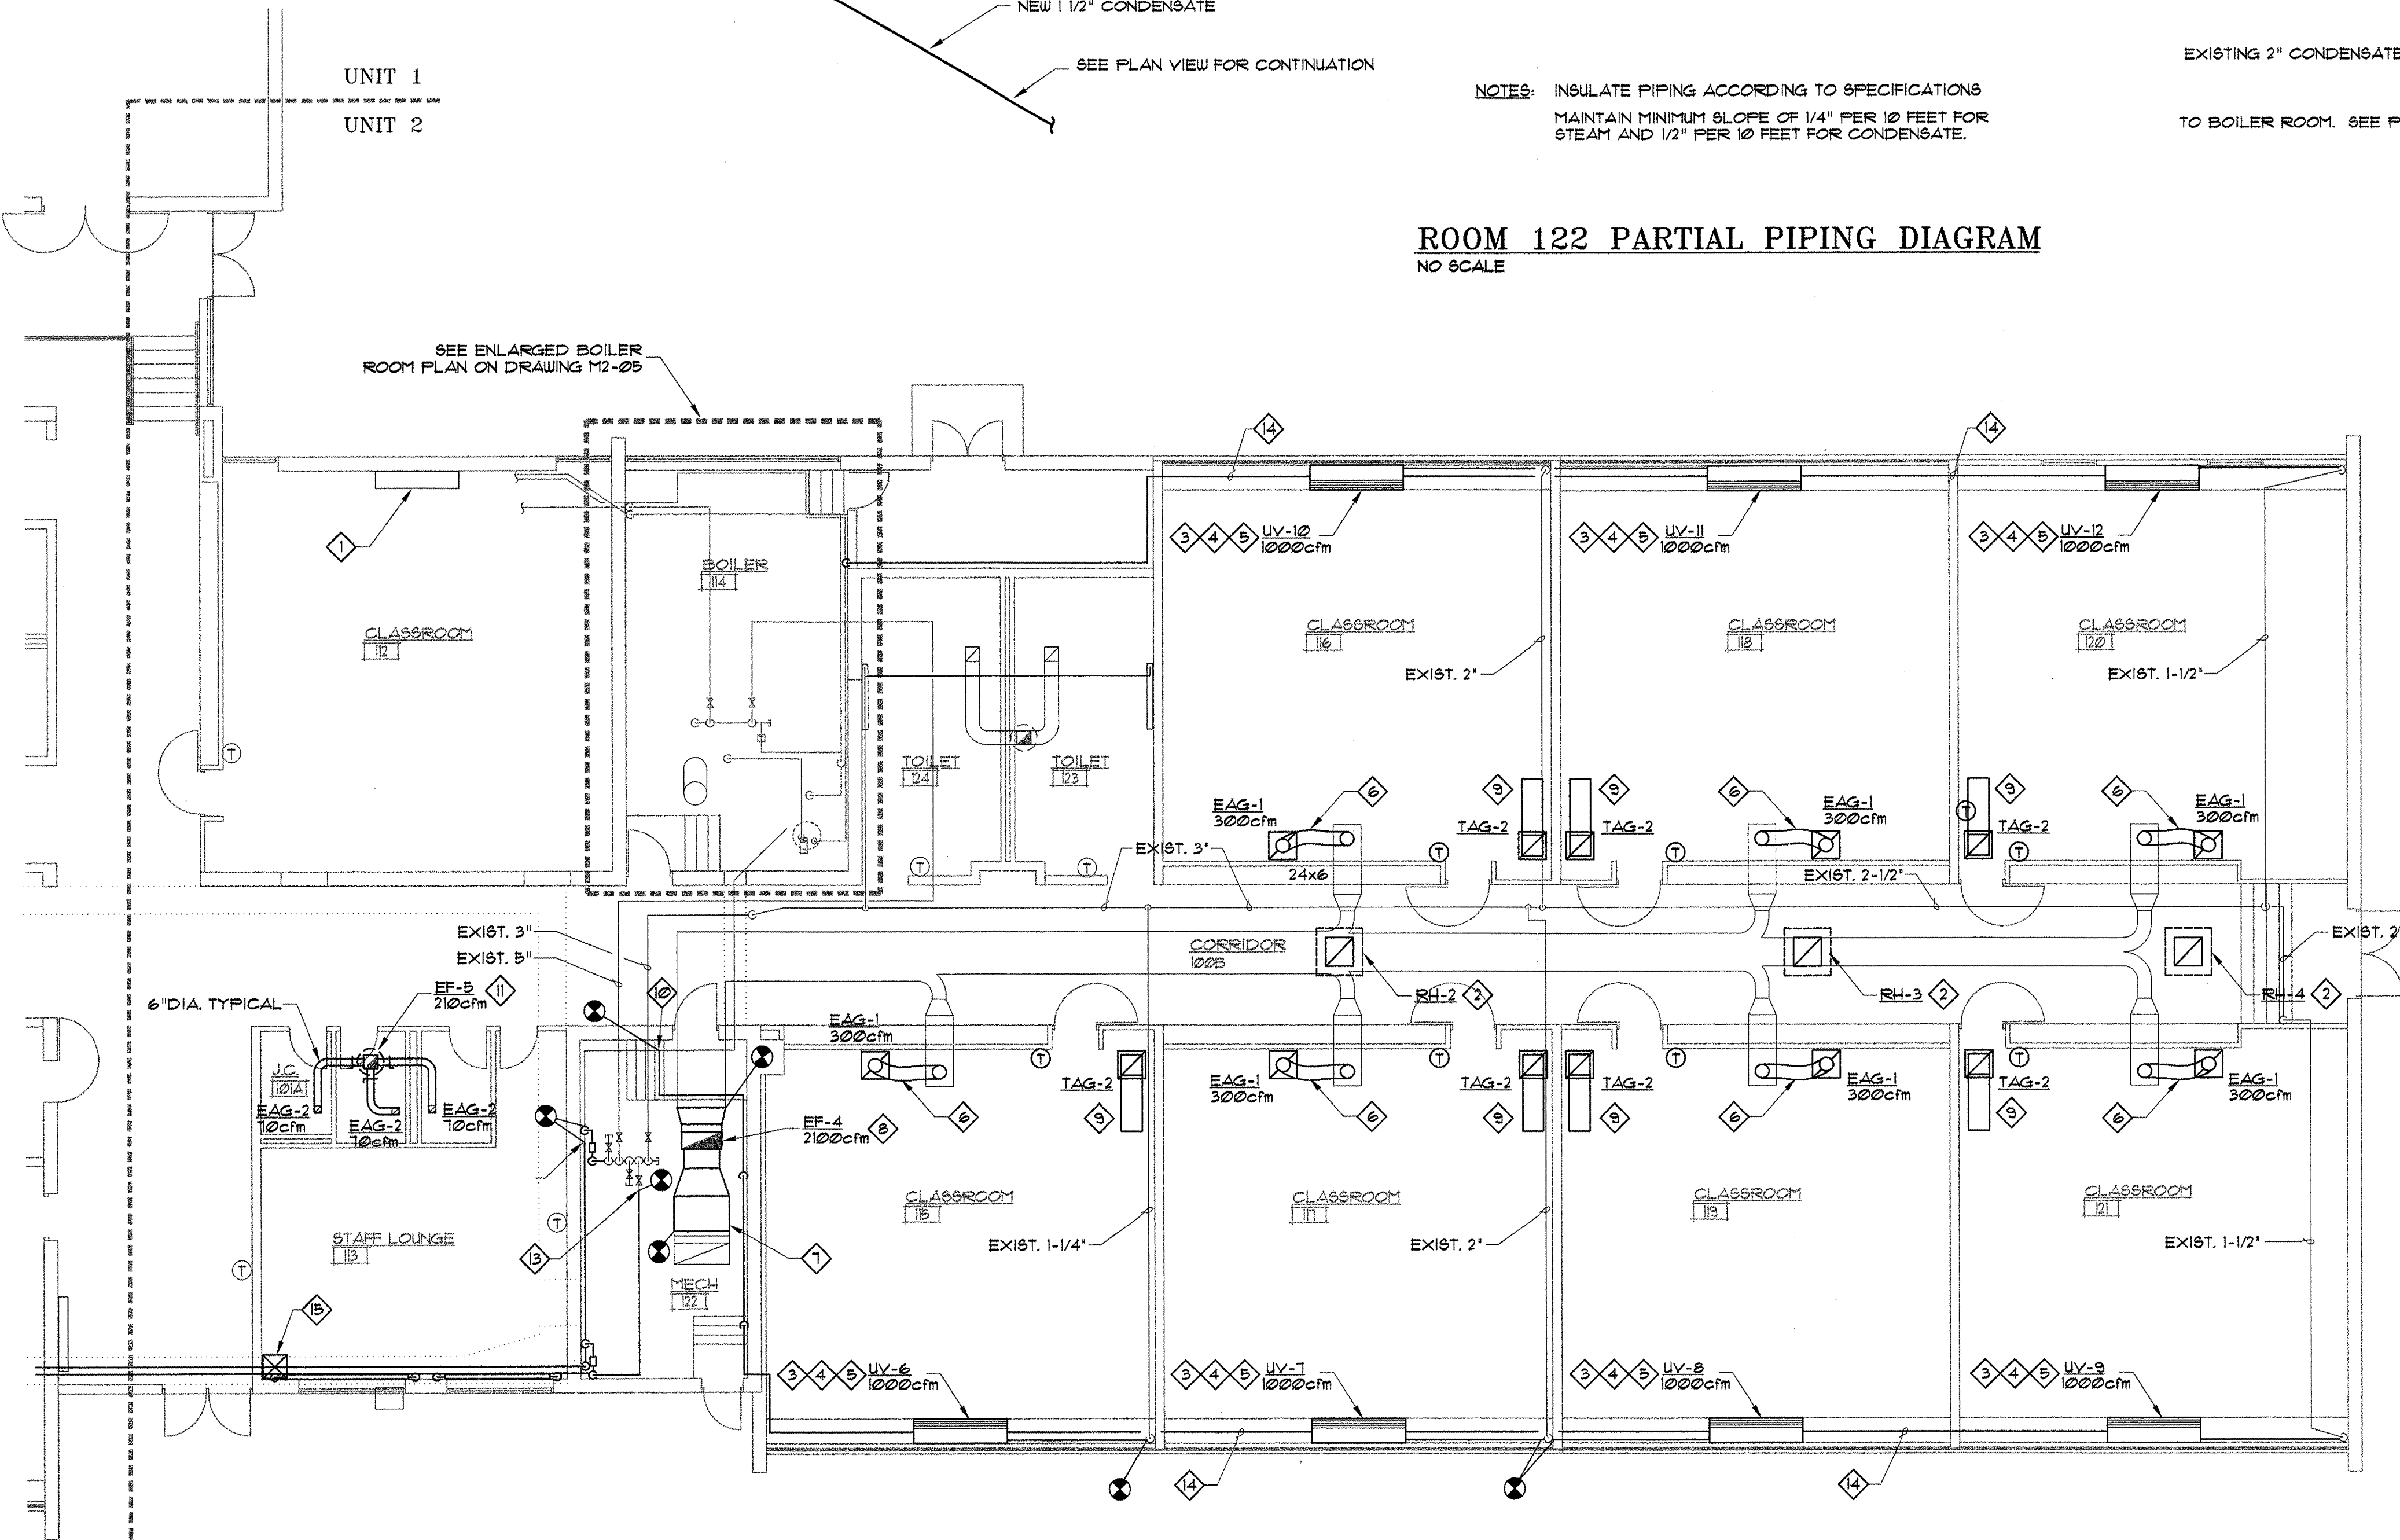 NEW 1 1/2" CONDENSATE
SEE PLAN VIEW FOR CONTINUATION
UNIT 1
UNIT 2
NOTES: INSULATE PIPING ACCORDING TO SPECIFICATIONS
MAINTAIN MINIMUM SLOPE OF 1/4" PER 10 FEET FOR
STEAM AND 1/2" PER 10 FEET FOR CONDENSATE.
EXISTING 2" CONDENSATE
TO BOILER ROOM. SEE P
ROOM 122 PARTIAL PIPING DIAGRAM
NO SCALE
SEE ENLARGED BOILER
ROOM PLAN ON DRAWING M2-05
14
14
1
3 4 5 UV-10
1000cfm
3 4 5 UV-11
1000cfm
3 4 5 UV-12
1000cfm
BOILER
114
CLASSROOM
112
CLASSROOM
116
CLASSROOM
118
CLASSROOM
120
EXIST. 2"
EXIST. 1-1/2"
T
TOILET
124
TOILET
123
EAG-1
300cfm
6
9
TAG-2
9
TAG-2
6
EAG-1
300cfm
T
9
TAG-2
6
EAG-1
300cfm
T
T
EXIST. 3"
24x6
T
T
EXIST. 2-1/2"
T
EXIST. 3"
EXIST. 5"
CORRIDOR
100B
EXIST. 2
6"DIA. TYPICAL
EF-5
210cfm
11
10
RH-2
2
RH-3
2
RH-4
2
J.C.
101A
EAG-2
70cfm
EAG-2
70cfm
EAG-2
70cfm
EAG-1
300cfm
6
T
TAG-2
9
EAG-1
300cfm
6
T
TAG-2
9
TAG-2
9
T
6
EAG-1
300cfm
TAG-2
9
T
6
EAG-1
300cfm
EF-4
2100cfm
8
CLASSROOM
115
CLASSROOM
117
CLASSROOM
119
CLASSROOM
121
STAFF LOUNGE
113
T
T
13
7
EXIST. 1-1/4"
EXIST. 2"
EXIST. 1-1/2"
MECH
122
15
3 4 5 UV-6
1000cfm
3 4 5 UV-7
1000cfm
3 4 5 UV-8
1000cfm
3 4 5 UV-9
1000cfm
14
14